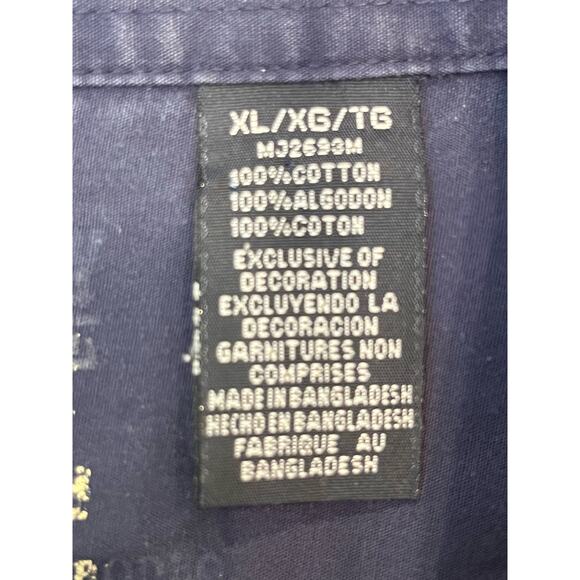 XL/XG/TG
MJ2693M
100%COTTON
100%ALGODON
100%COTON
EXCLUSIVE OF
DECORATION
EXCLUYENDO LA
DECORACION
GARNITURES NON
COMPRISES
MADE IN BANGLADESH
HECHO EN BANGLADESH
FABRIQUE AU
BANGLADESH